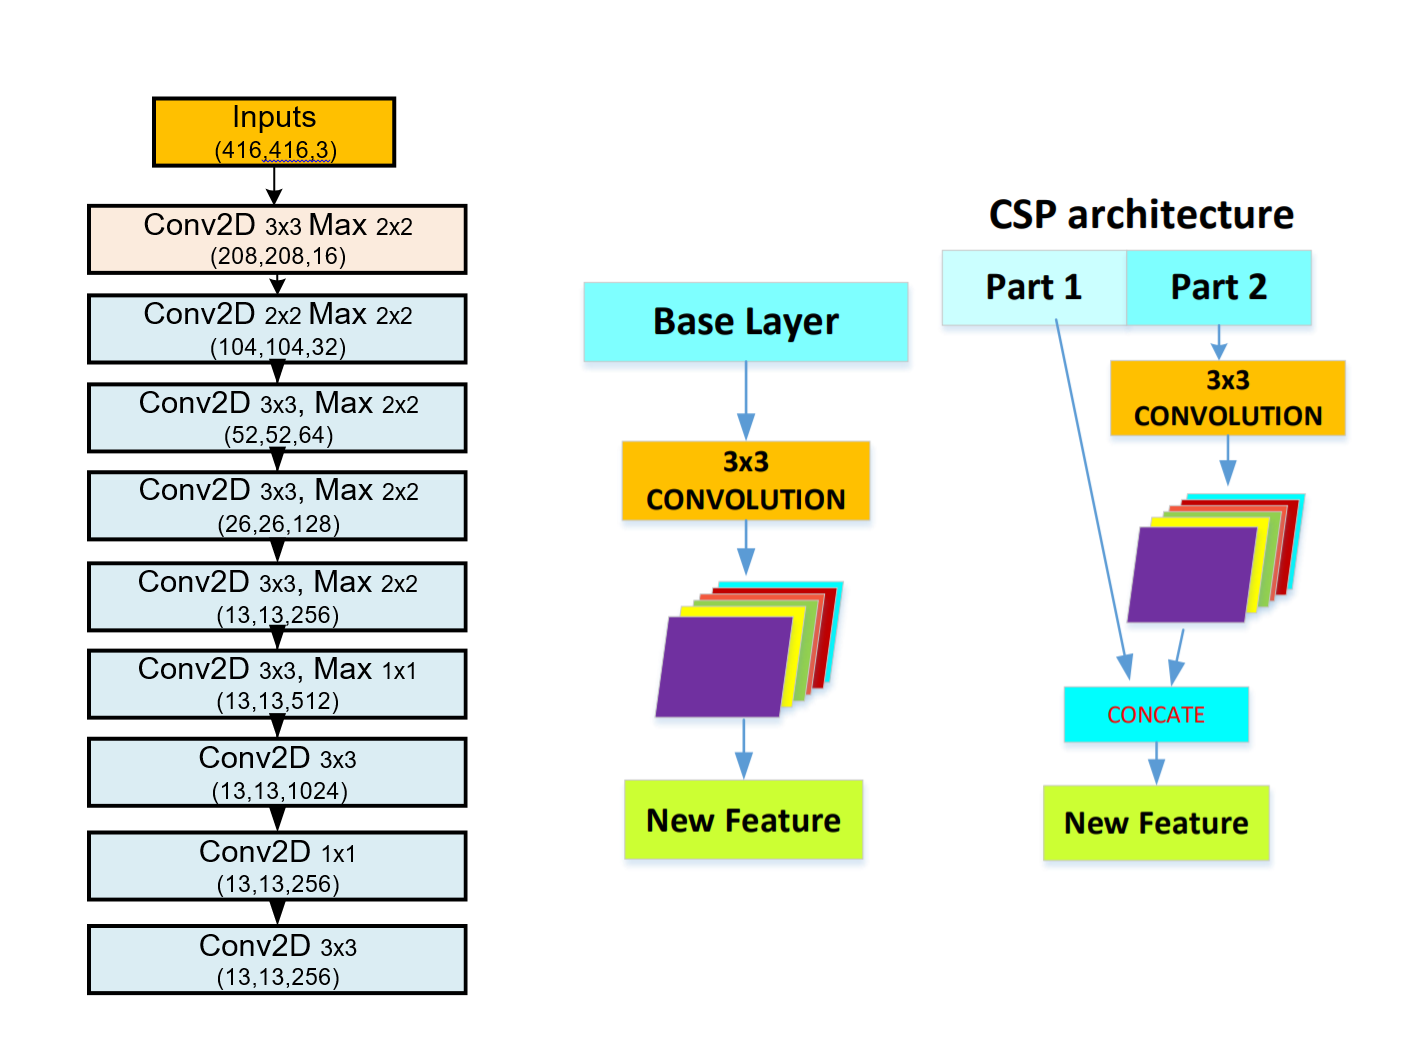 Inputs
(416,416,3)
Conv2D 3x3 Max 2x2
(208,208,16)
Conv2D 2x2 Max 2x2
(104,104,32)
Conv2D 3x3, Max 2x2
(52,52,64)
Conv2D 3x3, Max 2x2
(26,26,128)
Conv2D 3x3, Max 2x2
(13,13,256)
Conv2D 3x3, Max 1x1
(13,13,512)
Conv2D 3x3
(13,13,1024)
Conv2D 1x1
(13,13,256)
Conv2D 3x3
(13,13,256)
Base Layer
3x3
CONVOLUTION
New Feature
CSP architecture
Part 1
Part 2
3x3
CONVOLUTION
CONCATE
New Feature